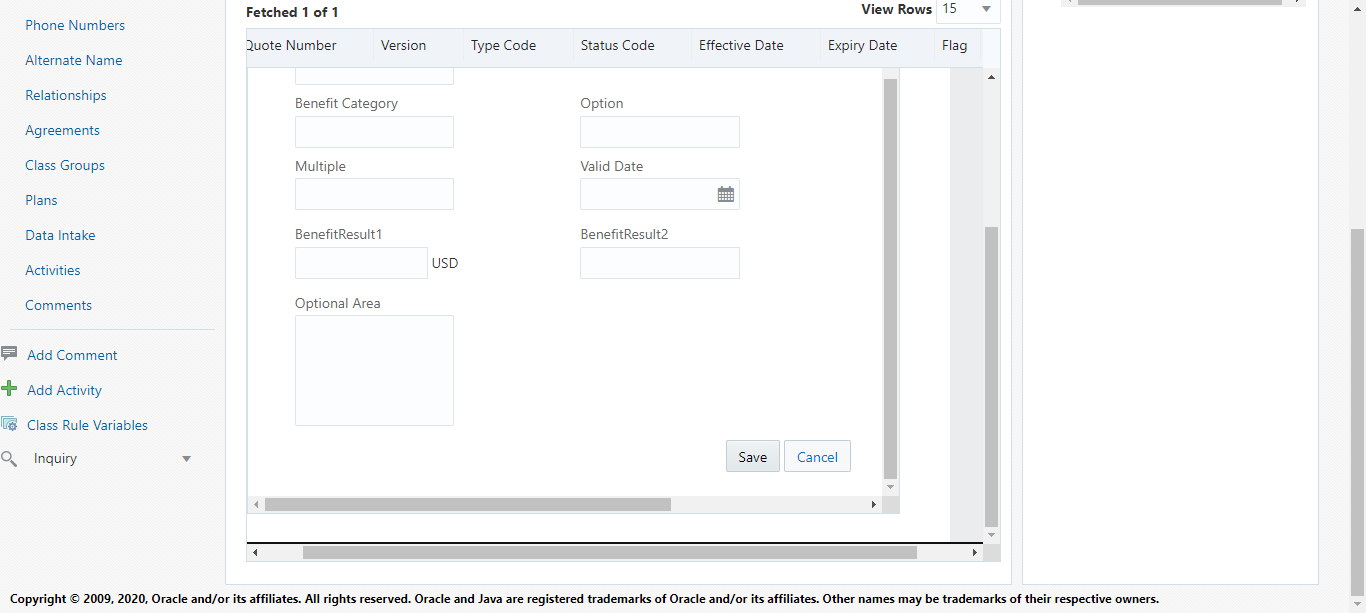 Phone Numbers
Alternate Name
Relationships
Agreements
Class Groups
Plans
Data Intake
Activities
Comments
Add Comment
Add Activity
Class Rule Variables
Inquiry
Fetched 1 of 1
View Rows 15
Quote Number Version Type Code Status Code Effective Date Expiry Date Flag
Benefit Category Option
Multiple Valid Date
BenefitResult1 BenefitResult2
USD
Optional Area
Save Cancel
Copyright © 2009, 2020, Oracle and/or its affiliates. All rights reserved. Oracle and Java are registered trademarks of Oracle and/or its affiliates. Other names may be trademarks of their respective owners.